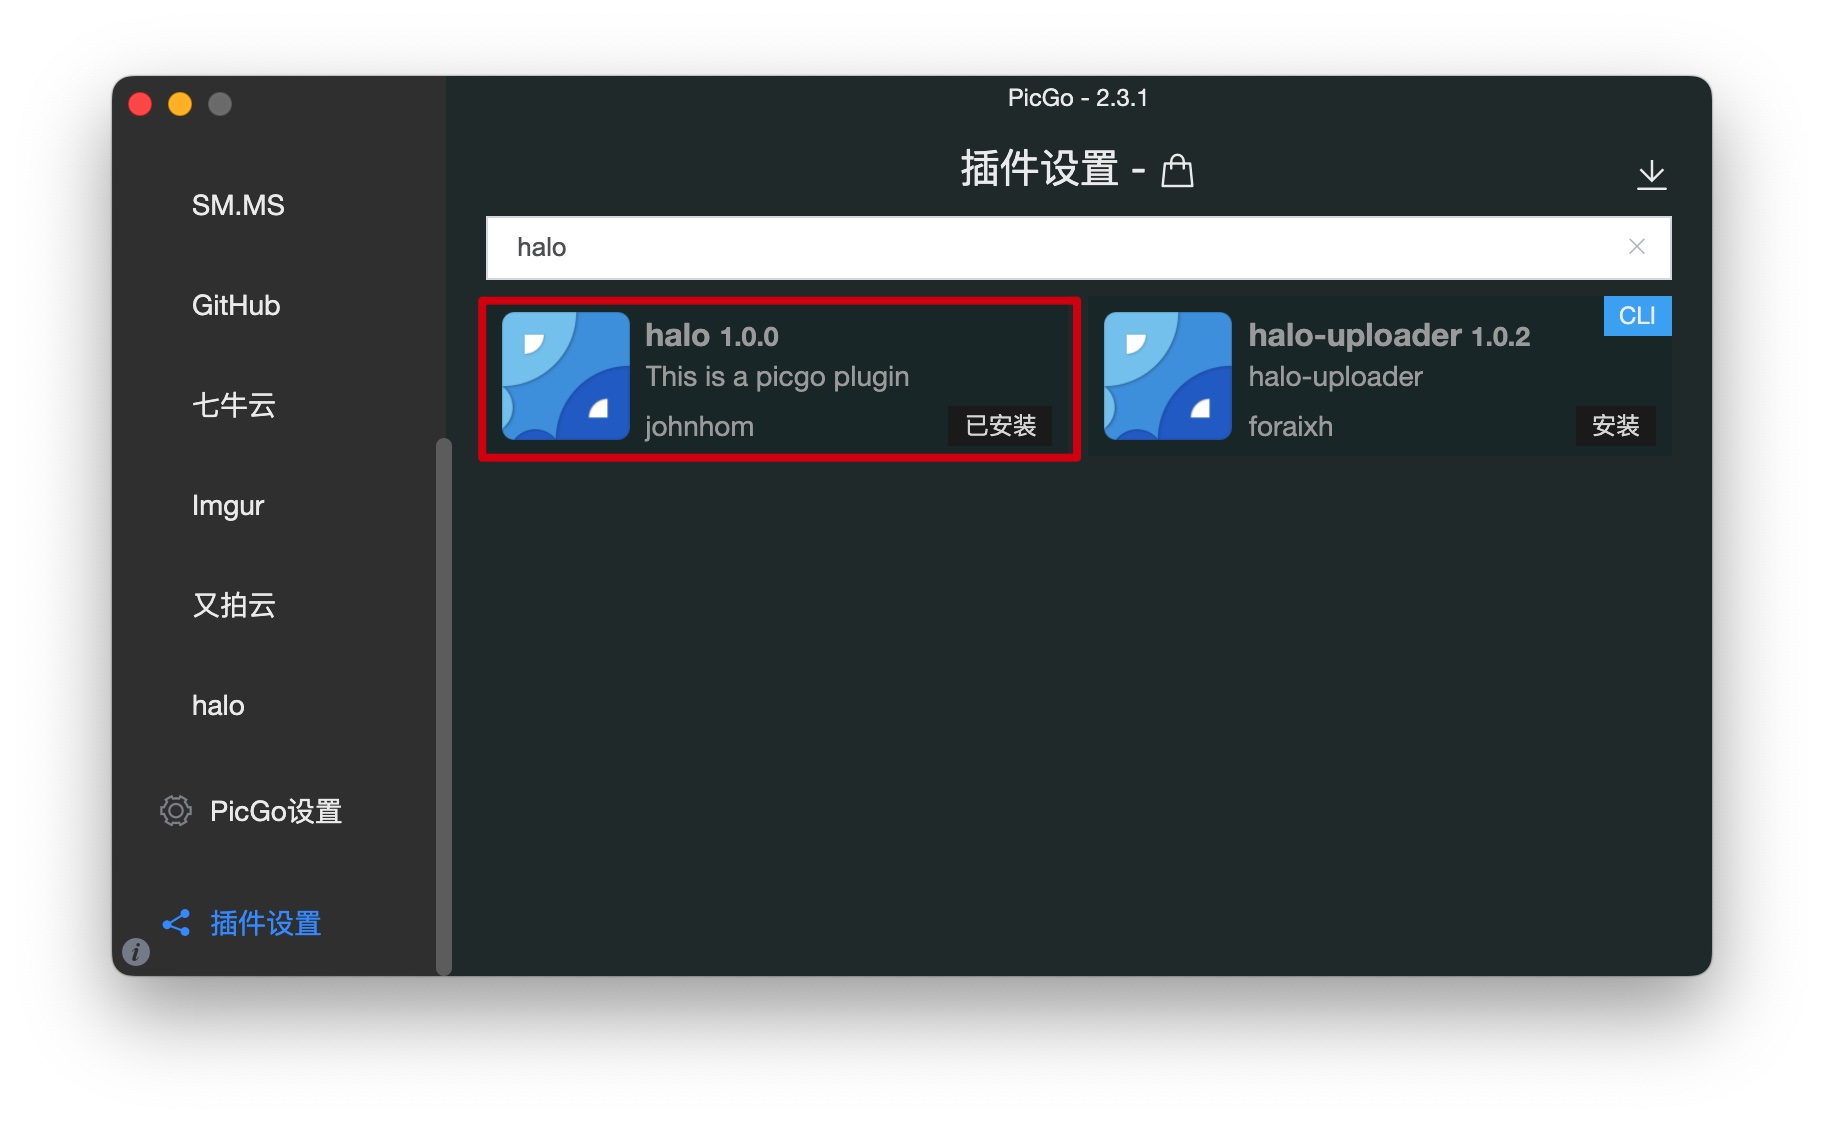 PicGo - 2.3.1
SM.MS
GitHub
七牛云
Imgur
又拍云
halo
PicGo设置
插件设置
插件设置 -
halo
halo 1.0.0
This is a picgo plugin
johnhom
已安装
CLI
halo-uploader 1.0.2
halo-uploader
foraixh
安装